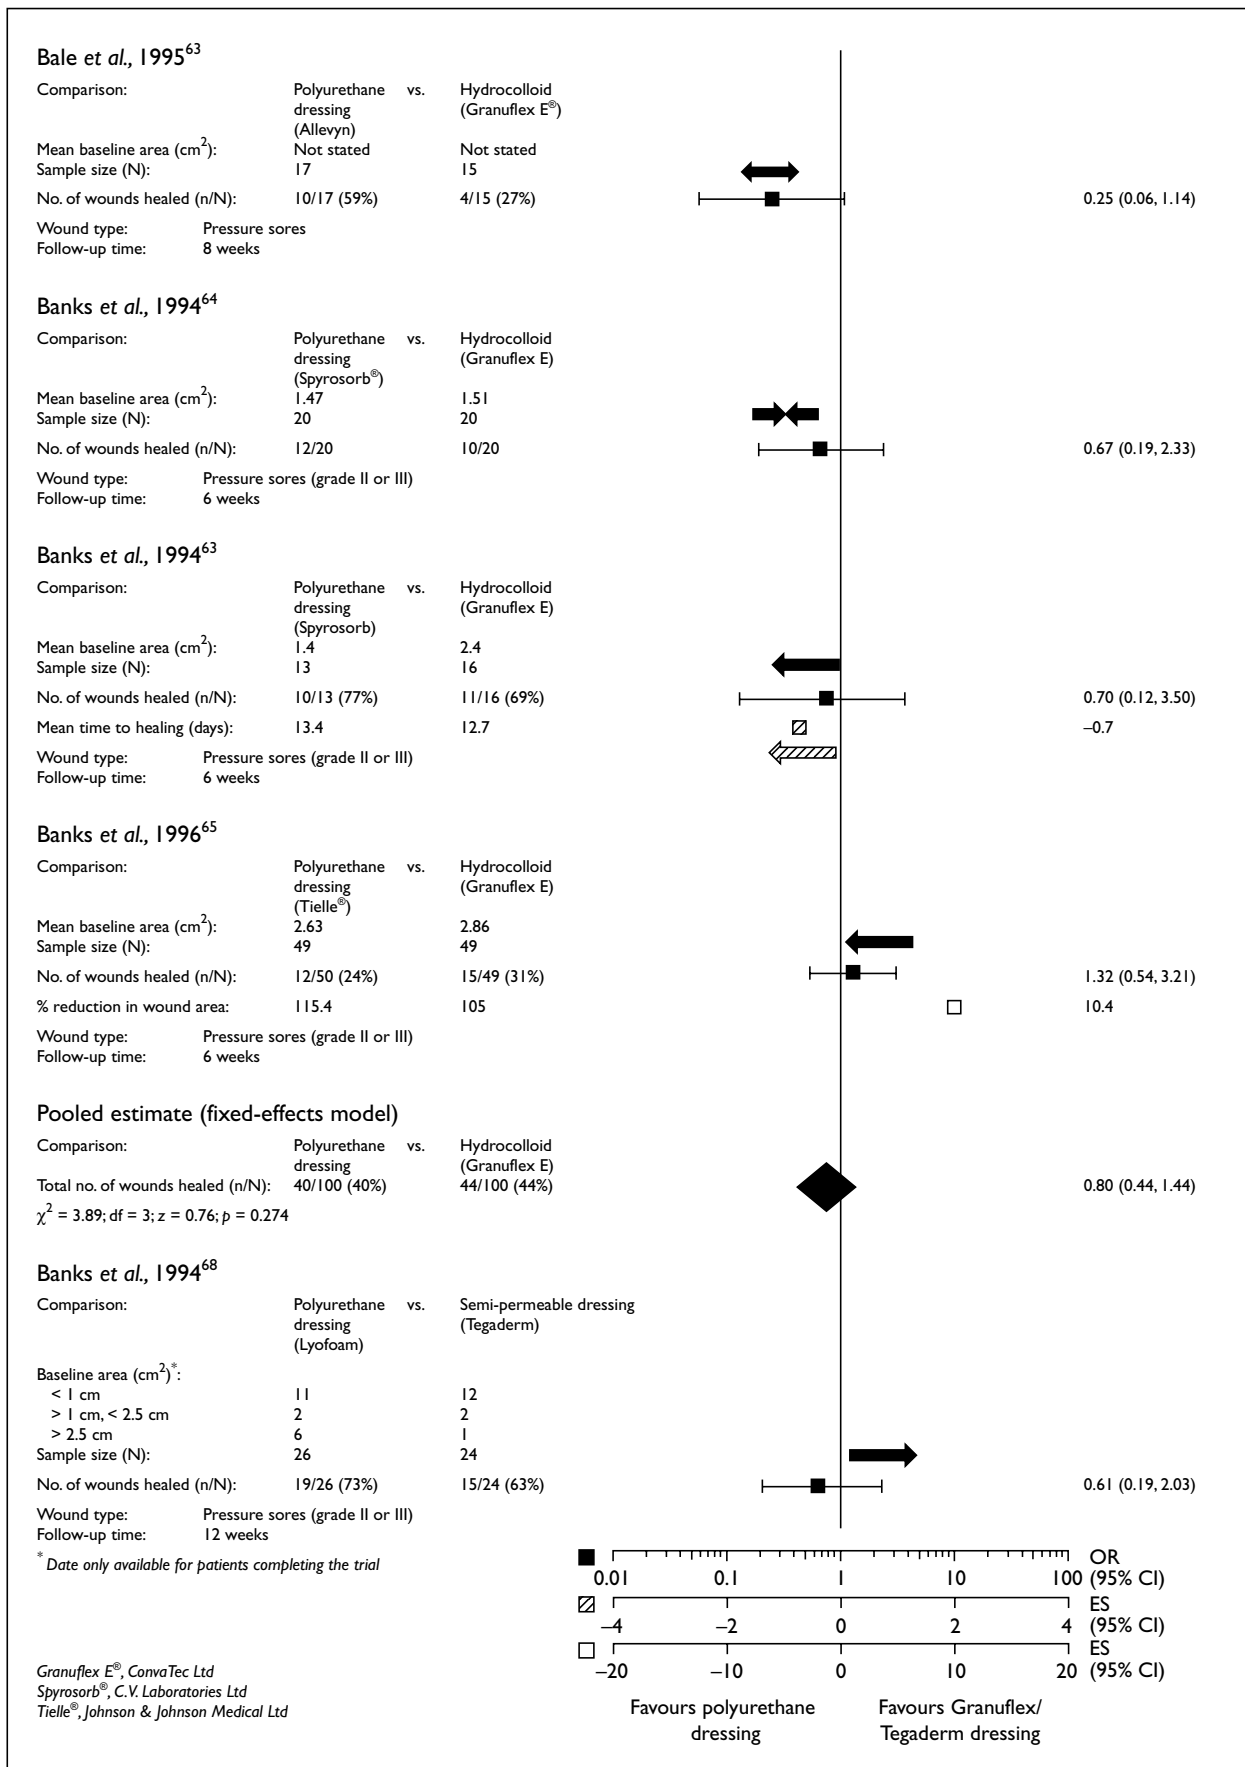 Bale et al., 1995⁶³
Comparison: Polyurethane vs. Hydrocolloid
dressing (Granuflex E®)
(Allevyn)
Mean baseline area (cm²): Not stated Not stated
Sample size (N): 17 15
No. of wounds healed (n/N): 10/17 (59%) 4/15 (27%) 0.25 (0.06, 1.14)
Wound type: Pressure sores
Follow-up time: 8 weeks
Banks et al., 1994⁶⁴
Comparison: Polyurethane vs. Hydrocolloid
dressing (Granuflex E)
(Spyrosorb®)
Mean baseline area (cm²): 1.47 1.51
Sample size (N): 20 20
No. of wounds healed (n/N): 12/20 10/20 0.67 (0.19, 2.33)
Wound type: Pressure sores (grade II or III)
Follow-up time: 6 weeks
Banks et al., 1994⁶³
Comparison: Polyurethane vs. Hydrocolloid
dressing (Granuflex E)
(Spyrosorb)
Mean baseline area (cm²): 1.4 2.4
Sample size (N): 13 16
No. of wounds healed (n/N): 10/13 (77%) 11/16 (69%) 0.70 (0.12, 3.50)
Mean time to healing (days): 13.4 12.7 –0.7
Wound type: Pressure sores (grade II or III)
Follow-up time: 6 weeks
Banks et al., 1996⁶⁵
Comparison: Polyurethane vs. Hydrocolloid
dressing (Granuflex E)
(Tielle®)
Mean baseline area (cm²): 2.63 2.86
Sample size (N): 49 49
No. of wounds healed (n/N): 12/50 (24%) 15/49 (31%) 1.32 (0.54, 3.21)
% reduction in wound area: 115.4 105 10.4
Wound type: Pressure sores (grade II or III)
Follow-up time: 6 weeks
Pooled estimate (fixed-effects model)
Comparison: Polyurethane vs. Hydrocolloid
dressing (Granuflex E)
Total no. of wounds healed (n/N): 40/100 (40%) 44/100 (44%) 0.80 (0.44, 1.44)
χ² = 3.89; df = 3; z = 0.76; p = 0.274
Banks et al., 1994⁶⁸
Comparison: Polyurethane vs. Semi-permeable dressing
dressing (Tegaderm)
(Lyofoam)
Baseline area (cm²)*:
< 1 cm 11 12
> 1 cm, < 2.5 cm 2 2
> 2.5 cm 6 1
Sample size (N): 26 24
No. of wounds healed (n/N): 19/26 (73%) 15/24 (63%) 0.61 (0.19, 2.03)
Wound type: Pressure sores (grade II or III)
Follow-up time: 12 weeks
* Date only available for patients completing the trial
OR
0.01 0.1 1 10 100 (95% CI)
ES
–4 –2 0 2 4 (95% CI)
ES
–20 –10 0 10 20 (95% CI)
Favours polyurethane
dressing
Favours Granuflex/
Tegaderm dressing
Granuflex E®, ConvaTec Ltd
Spyrosorb®, C.V. Laboratories Ltd
Tielle®, Johnson & Johnson Medical Ltd